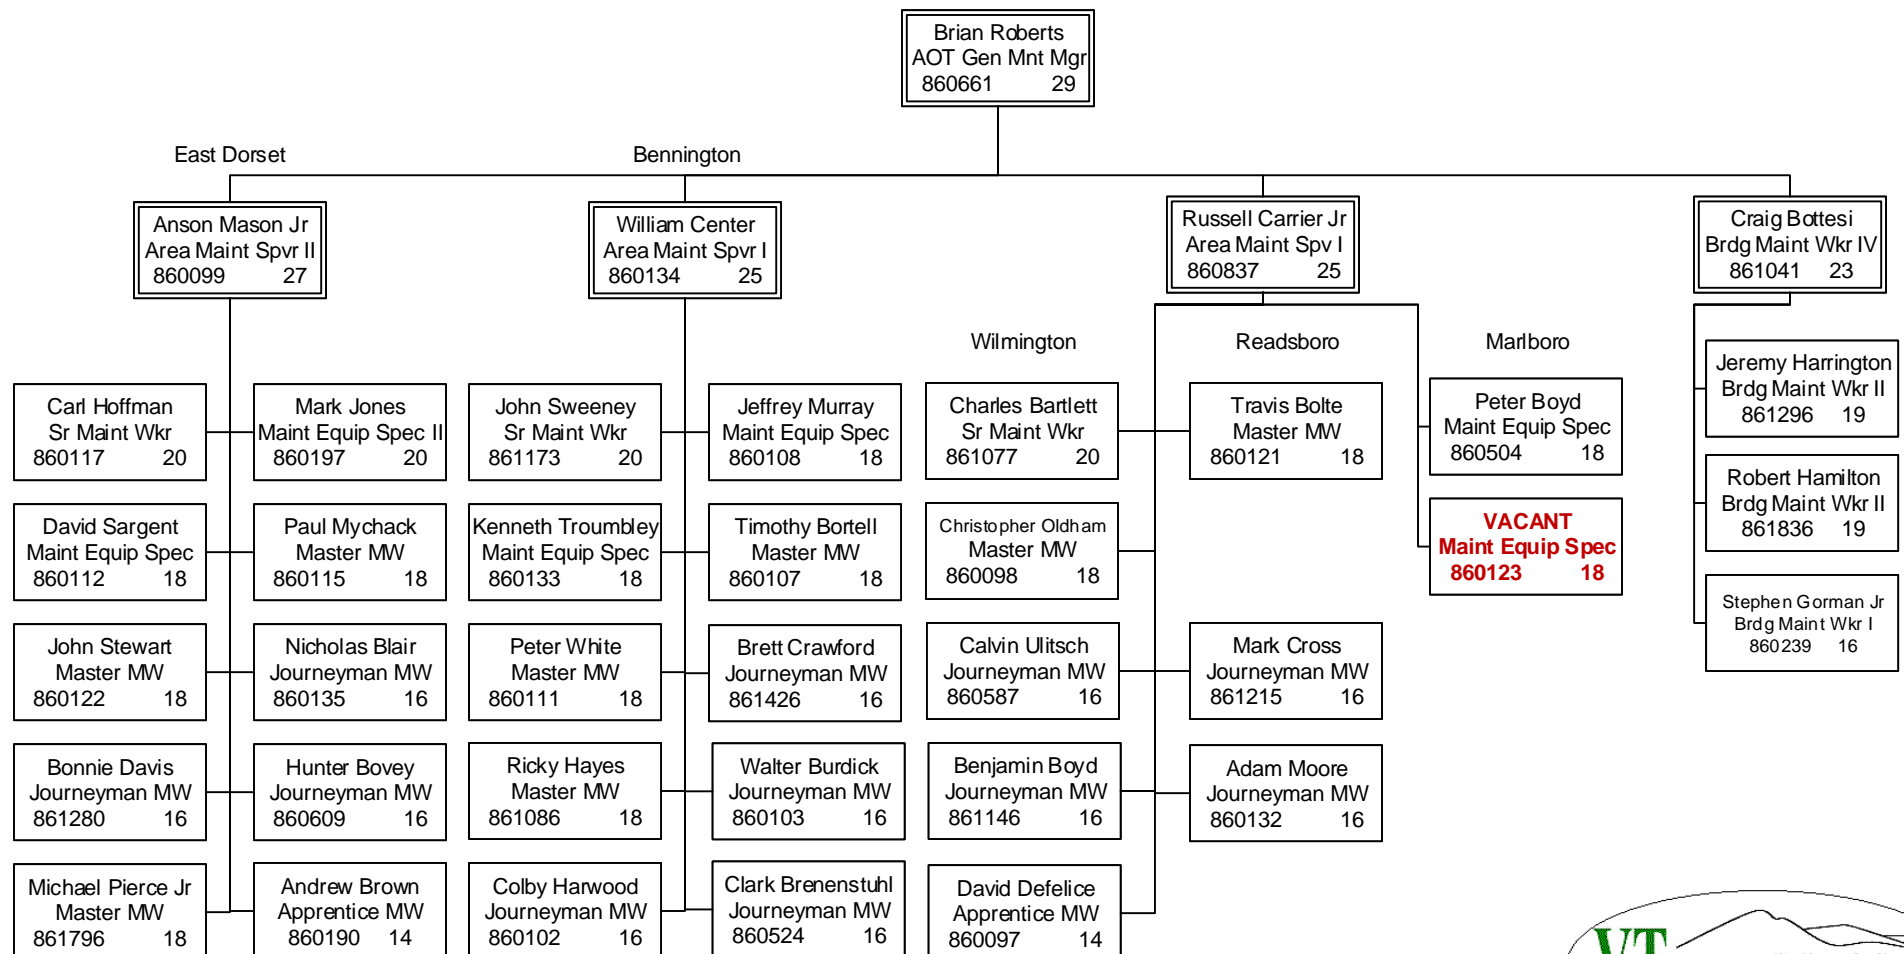 Brian Roberts
AOT Gen Mnt Mgr
860661 29
East Dorset
Bennington
Anson Mason Jr
Area Maint Spvr II
860099 27
William Center
Area Maint Spvr I
860134 25
Russell Carrier Jr
Area Maint Spv I
860837 25
Craig Bottesi
Brdg Maint Wkr IV
861041 23
Wilmington
Readsboro
Marlboro
Carl Hoffman
Sr Maint Wkr
860117 20
Mark Jones
Maint Equip Spec II
860197 20
John Sweeney
Sr Maint Wkr
861173 20
Jeffrey Murray
Maint Equip Spec
860108 18
Charles Bartlett
Sr Maint Wkr
861077 20
Travis Bolte
Master MW
860121 18
Peter Boyd
Maint Equip Spec
860504 18
Jeremy Harrington
Brdg Maint Wkr II
861296 19
David Sargent
Maint Equip Spec
860112 18
Paul Mychack
Master MW
860115 18
Kenneth Troumbley
Maint Equip Spec
860133 18
Timothy Bortell
Master MW
860107 18
Christopher Oldham
Master MW
860098 18
VACANT
Maint Equip Spec
860123 18
Robert Hamilton
Brdg Maint Wkr II
861836 19
John Stewart
Master MW
860122 18
Nicholas Blair
Journeyman MW
860135 16
Peter White
Master MW
860111 18
Brett Crawford
Journeyman MW
861426 16
Calvin Ulitsch
Journeyman MW
860587 16
Mark Cross
Journeyman MW
861215 16
Stephen Gorman Jr
Brdg Maint Wkr I
860239 16
Bonnie Davis
Journeyman MW
861280 16
Hunter Bovey
Journeyman MW
860609 16
Ricky Hayes
Master MW
861086 18
Walter Burdick
Journeyman MW
860103 16
Benjamin Boyd
Journeyman MW
861146 16
Adam Moore
Journeyman MW
860132 16
Michael Pierce Jr
Master MW
861796 18
Andrew Brown
Apprentice MW
860190 14
Colby Harwood
Journeyman MW
860102 16
Clark Brenenstuhl
Journeyman MW
860524 16
David Defelice
Apprentice MW
860097 14
VT